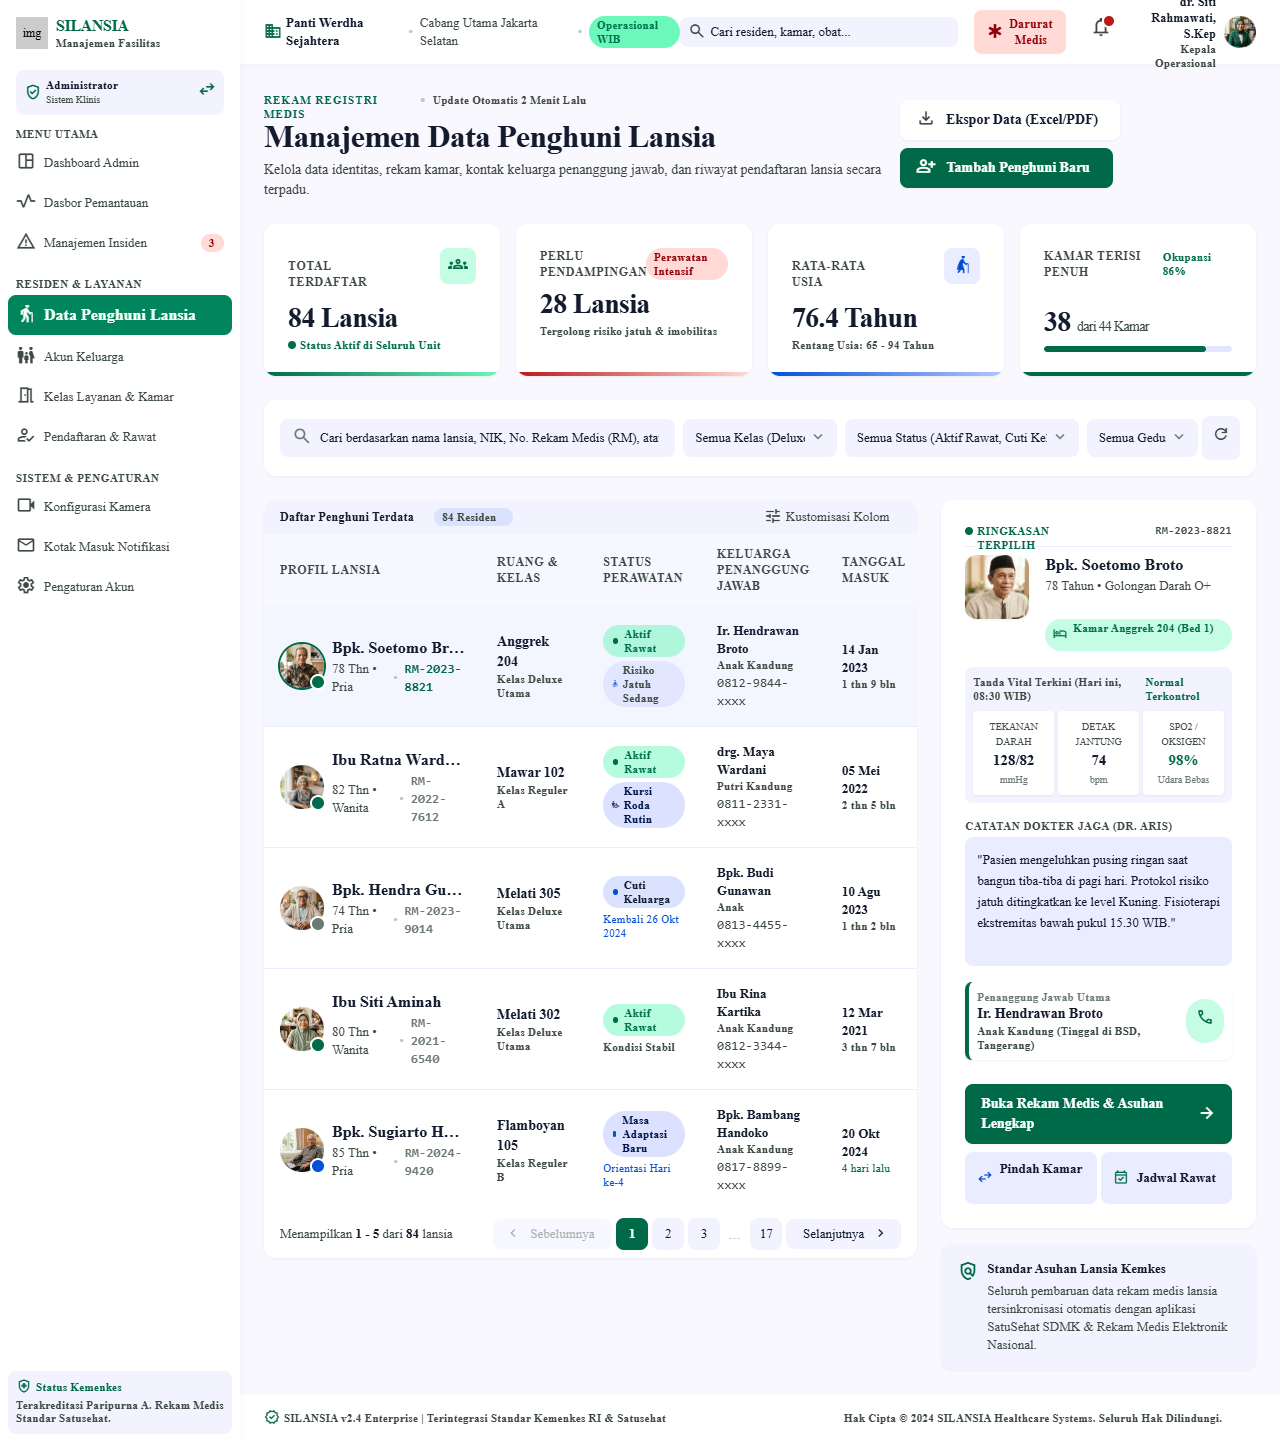 img
SILANSIA
Manajemen Fasilitas
Administrator
Sistem Klinis
MENU UTAMA
Dashboard Admin
Dasbor Pemantauan
Manajemen Insiden
3
RESIDEN & LAYANAN
Data Penghuni Lansia
Akun Keluarga
Kelas Layanan & Kamar
Pendaftaran & Rawat
SISTEM & PENGATURAN
Konfigurasi Kamera
Kotak Masuk Notifikasi
Pengaturan Akun
Status Kemenkes
Terakreditasi Paripurna A. Rekam Medis
Standar Satusehat.
Panti Werdha
Sejahtera
Cabang Utama Jakarta
Selatan
Operasional
WIB
Cari residen, kamar, obat...
Darurat
Medis
dr. Siti
Rahmawati,
S.Kep
Kepala
Operasional
REKAM REGISTRI
MEDIS
Update Otomatis 2 Menit Lalu
Manajemen Data Penghuni Lansia
Kelola data identitas, rekam kamar, kontak keluarga penanggung jawab, dan riwayat pendaftaran lansia secara
terpadu.
Ekspor Data (Excel/PDF)
Tambah Penghuni Baru
TOTAL
TERDAFTAR
84 Lansia
Status Aktif di Seluruh Unit
PERLU
PENDAMPINGAN
Perawatan
Intensif
28 Lansia
Tergolong risiko jatuh & imobilitas
RATA-RATA
USIA
76.4 Tahun
Rentang Usia: 65 - 94 Tahun
KAMAR TERISI
PENUH
Okupansi
86%
38 dari 44 Kamar
Cari berdasarkan nama lansia, NIK, No. Rekam Medis (RM), ata
Semua Kelas (Deluxe
Semua Status (Aktif Rawat, Cuti Ke
Semua Gedu
Daftar Penghuni Terdata
84 Residen
Kustomisasi Kolom
PROFIL LANSIA
RUANG &
KELAS
STATUS
PERAWATAN
KELUARGA
PENANGGUNG
JAWAB
TANGGAL
MASUK
Bpk. Soetomo Br...
78 Thn •
Pria
RM-2023-
8821
Anggrek
204
Kelas Deluxe
Utama
Aktif
Rawat
Risiko
Jatuh
Sedang
Ir. Hendrawan
Broto
Anak Kandung
0812-9844-
xxxx
14 Jan
2023
1 thn 9 bln
Ibu Ratna Ward...
82 Thn •
Wanita
RM-
2022-
7612
Mawar 102
Kelas Reguler
A
Aktif
Rawat
Kursi
Roda
Rutin
drg. Maya
Wardani
Putri Kandung
0811-2331-
xxxx
05 Mei
2022
2 thn 5 bln
Bpk. Hendra Gu...
74 Thn •
Pria
RM-2023-
9014
Melati 305
Kelas Deluxe
Utama
Cuti
Keluarga
Kembali 26 Okt
2024
Bpk. Budi
Gunawan
Anak
0813-4455-
xxxx
10 Agu
2023
1 thn 2 bln
Ibu Siti Aminah
80 Thn •
Wanita
RM-
2021-
6540
Melati 302
Kelas Deluxe
Utama
Aktif
Rawat
Kondisi Stabil
Ibu Rina
Kartika
Anak Kandung
0812-3344-
xxxx
12 Mar
2021
3 thn 7 bln
Bpk. Sugiarto H...
85 Thn •
Pria
RM-2024-
9420
Flamboyan
105
Kelas Reguler
B
Masa
Adaptasi
Baru
Orientasi Hari
ke-4
Bpk. Bambang
Handoko
Anak Kandung
0817-8899-
xxxx
20 Okt
2024
4 hari lalu
Menampilkan 1 - 5 dari 84 lansia
Sebelumnya
1
2
3
...
17
Selanjutnya
RINGKASAN
TERPILIH
RM-2023-8821
Bpk. Soetomo Broto
78 Tahun • Golongan Darah O+
Kamar Anggrek 204 (Bed 1)
Tanda Vital Terkini (Hari ini,
08:30 WIB)
Normal
Terkontrol
TEKANAN
DARAH
128/82
mmHg
DETAK
JANTUNG
74
bpm
SPO2 /
OKSIGEN
98%
Udara Bebas
CATATAN DOKTER JAGA (DR. ARIS)
"Pasien mengeluhkan pusing ringan saat
bangun tiba-tiba di pagi hari. Protokol risiko
jatuh ditingkatkan ke level Kuning. Fisioterapi
ekstremitas bawah pukul 15.30 WIB."
Penanggung Jawab Utama
Ir. Hendrawan Broto
Anak Kandung (Tinggal di BSD,
Tangerang)
Buka Rekam Medis & Asuhan
Lengkap
Pindah Kamar
Jadwal Rawat
Standar Asuhan Lansia Kemkes
Seluruh pembaruan data rekam medis lansia
tersinkronisasi otomatis dengan aplikasi
SatuSehat SDMK & Rekam Medis Elektronik
Nasional.
SILANSIA v2.4 Enterprise | Terintegrasi Standar Kemenkes RI & Satusehat
Hak Cipta © 2024 SILANSIA Healthcare Systems. Seluruh Hak Dilindungi.